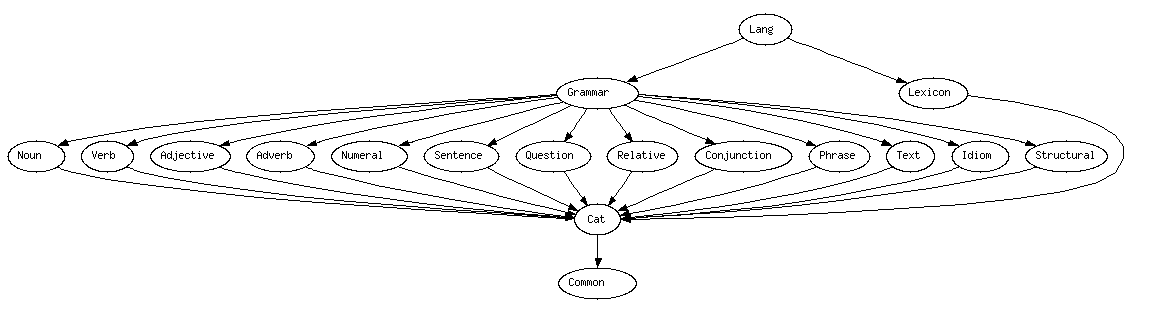 Lang
Grammar
Lexicon
Noun
Verb
Adjective
Adverb
Numeral
Sentence
Question
Relative
Conjunction
Phrase
Text
Idiom
Structural
Cat
Common